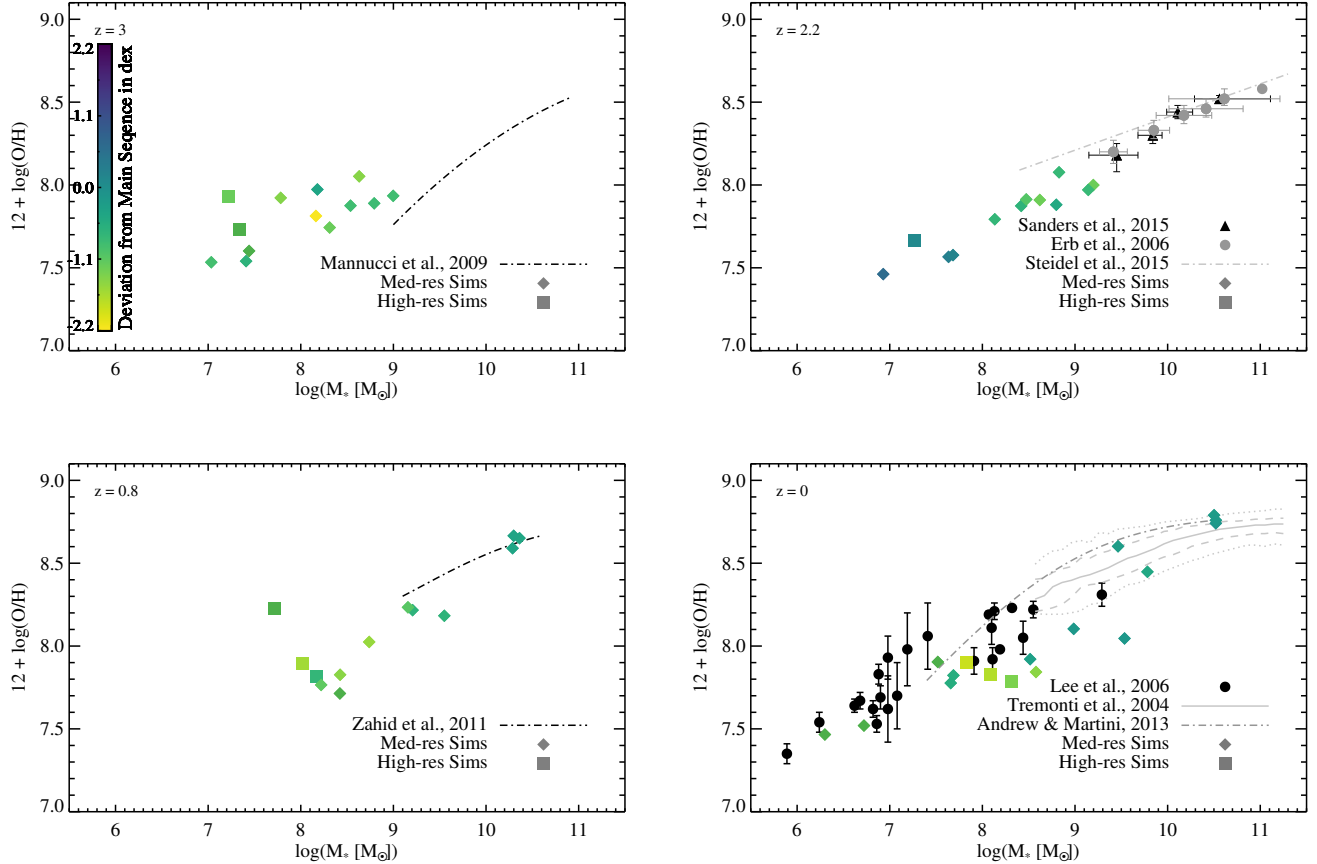 z = 3
2.2
1.1
0.0
-1.1
-2.2
Deviation from Main Seqence in dex
9.0
8.5
8.0
7.5
7.0
12 + log(O/H)
Mannucci et al., 2009
Med-res Sims
High-res Sims
6 7 8 9 10 11
log(M* [M☉])
z = 2.2
9.0
8.5
8.0
7.5
7.0
12 + log(O/H)
Sanders et al., 2015
Erb et al., 2006
Steidel et al., 2015
Med-res Sims
High-res Sims
6 7 8 9 10 11
log(M* [M☉])
z = 0.8
9.0
8.5
8.0
7.5
7.0
12 + log(O/H)
Zahid et al., 2011
Med-res Sims
High-res Sims
6 7 8 9 10 11
log(M* [M☉])
z = 0
9.0
8.5
8.0
7.5
7.0
12 + log(O/H)
Lee et al., 2006
Tremonti et al., 2004
Andrew & Martini, 2013
Med-res Sims
High-res Sims
6 7 8 9 10 11
log(M* [M☉])